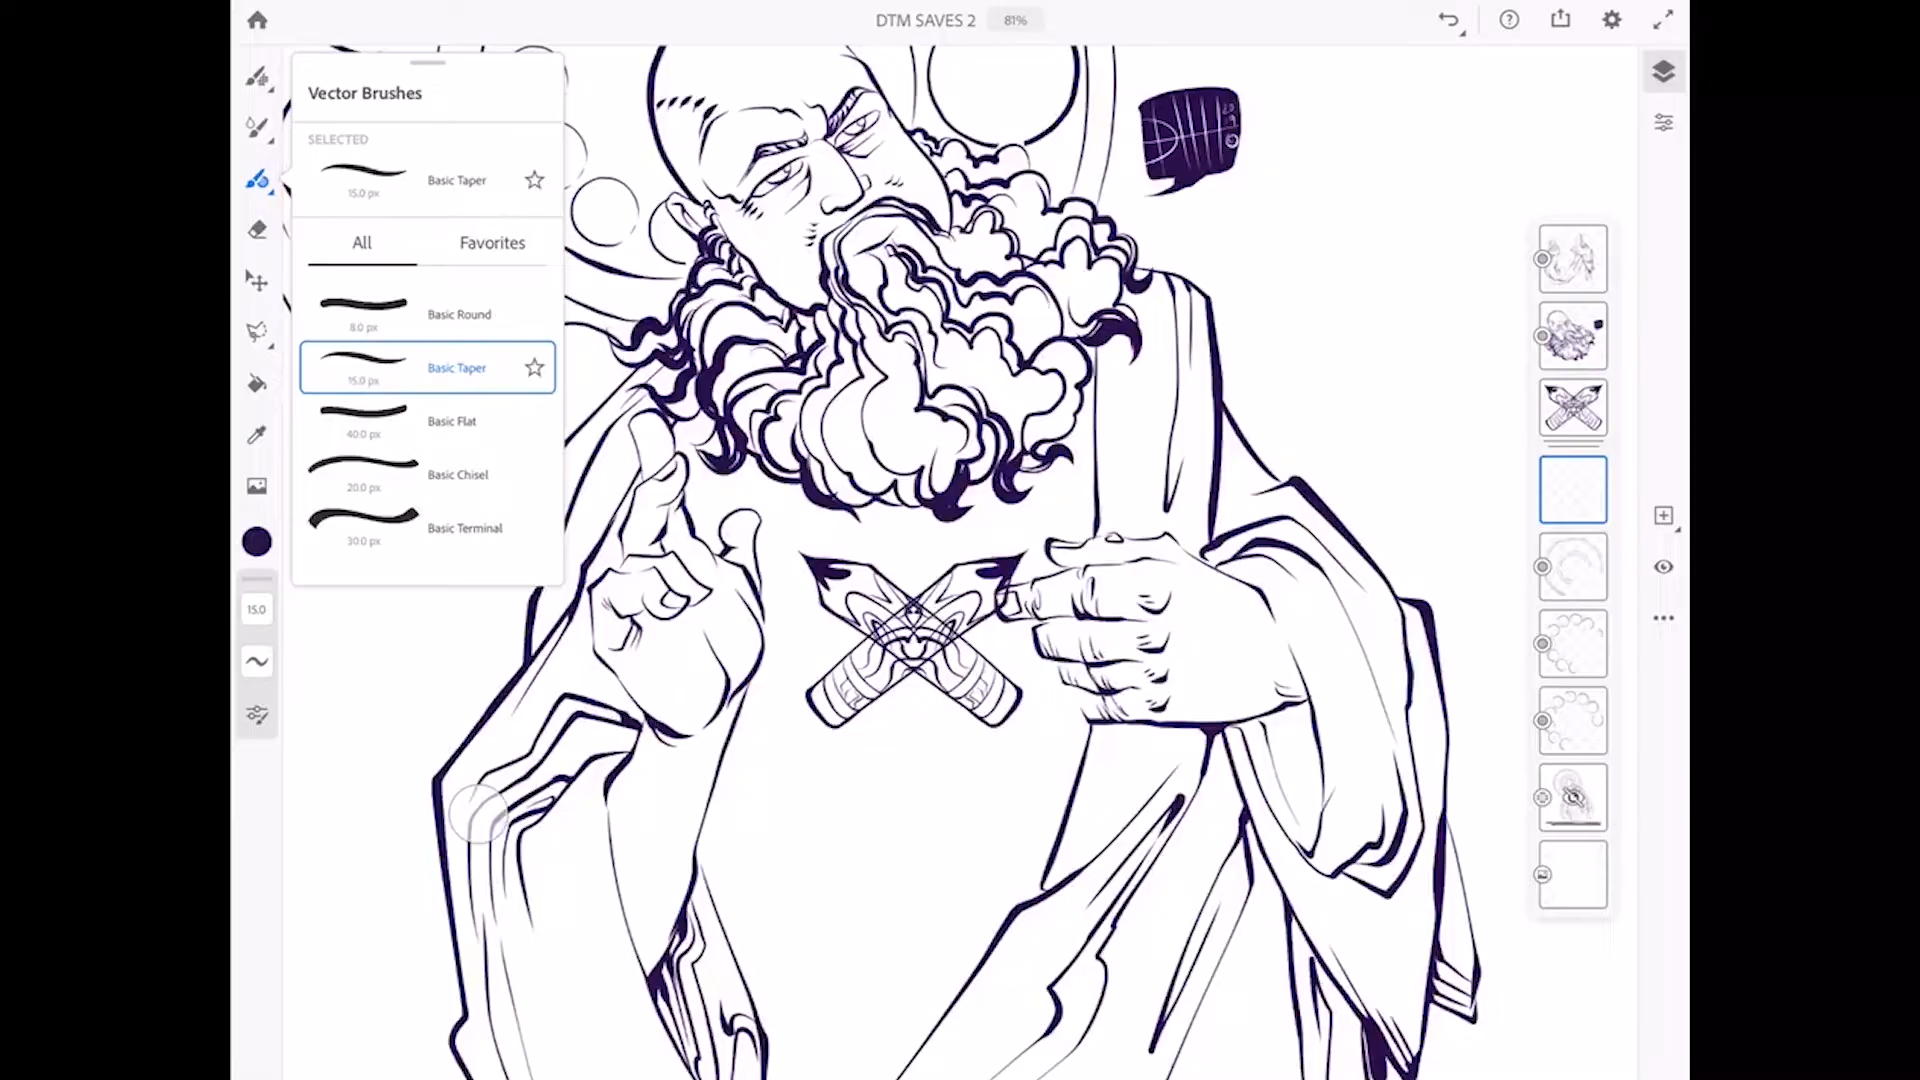 DTM SAVES 2
81%
Vector Brushes
SELECTED
Basic Taper
15.0 px
All
Favorites
Basic Round
8.0 px
Basic Taper
15.0 px
Basic Flat
40.0 px
Basic Chisel
20.0 px
Basic Terminal
30.0 px
15.0